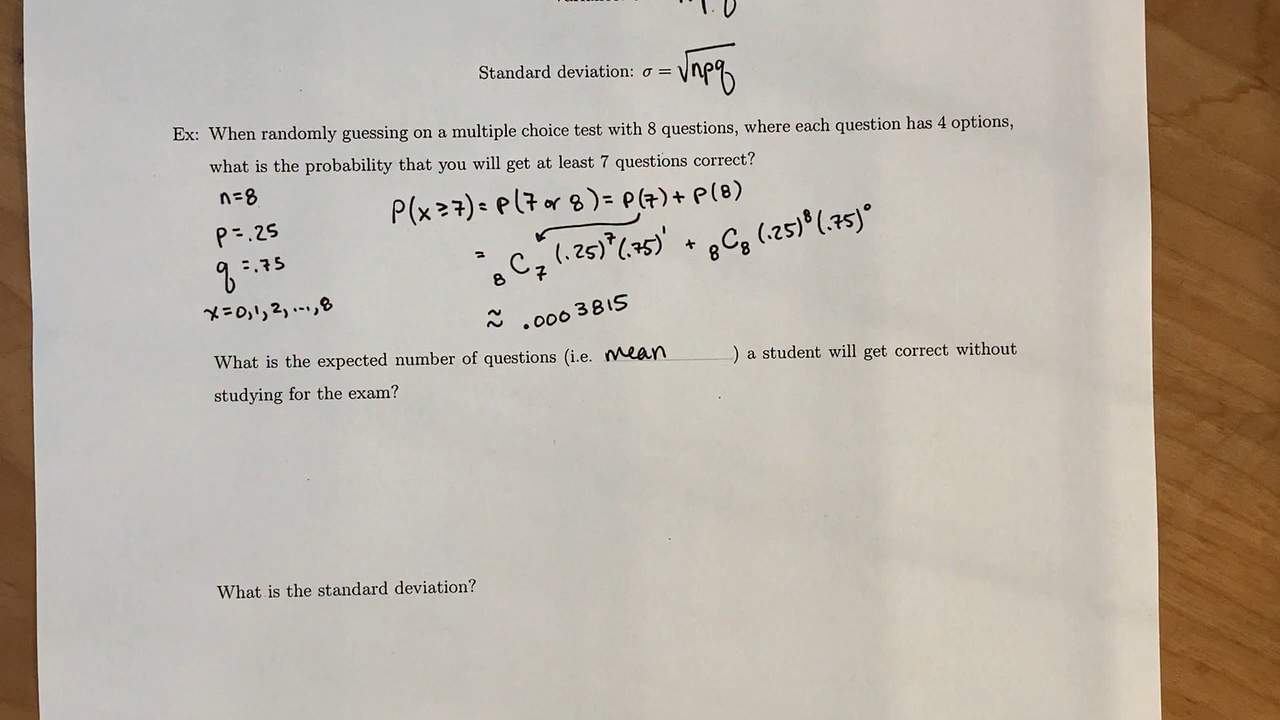 Standard deviation: σ = √npq
Ex: When randomly guessing on a multiple choice test with 8 questions, where each question has 4 options,
what is the probability that you will get at least 7 questions correct?
n=8
P(x≥7)= P(7 or 8)= P(7)+P(8)
p=.25
= ₈C₇ (.25)⁷(.75)¹ + ₈C₈ (.25)⁸(.75)⁰
q=.75
x=0,1,2,...,8
≈ .0003815
What is the expected number of questions (i.e. mean ) a student will get correct without
studying for the exam?
What is the standard deviation?